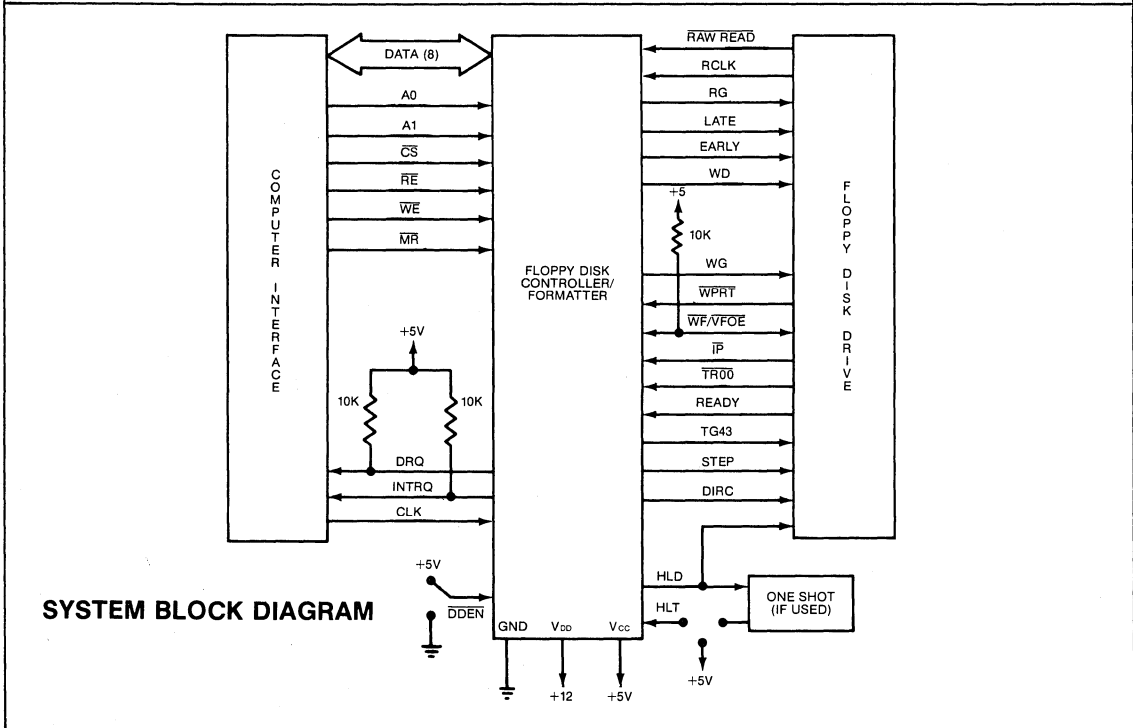 DATA (8)
A0
A1
CS
RE
WE
MR
COMPUTER INTERFACE
+5V
10K
10K
DRQ
INTRQ
CLK
+5V
DDEN
FLOPPY DISK
CONTROLLER/
FORMATTER
GND
VDD
VCC
+12
+5V
RAW READ
RCLK
RG
LATE
EARLY
WD
+5
10K
WG
WPRT
WF/VFOE
IP
TR00
READY
TG43
STEP
DIRC
HLD
HLT
+5V
ONE SHOT
(IF USED)
FLOPPY DISK DRIVE
SYSTEM BLOCK DIAGRAM